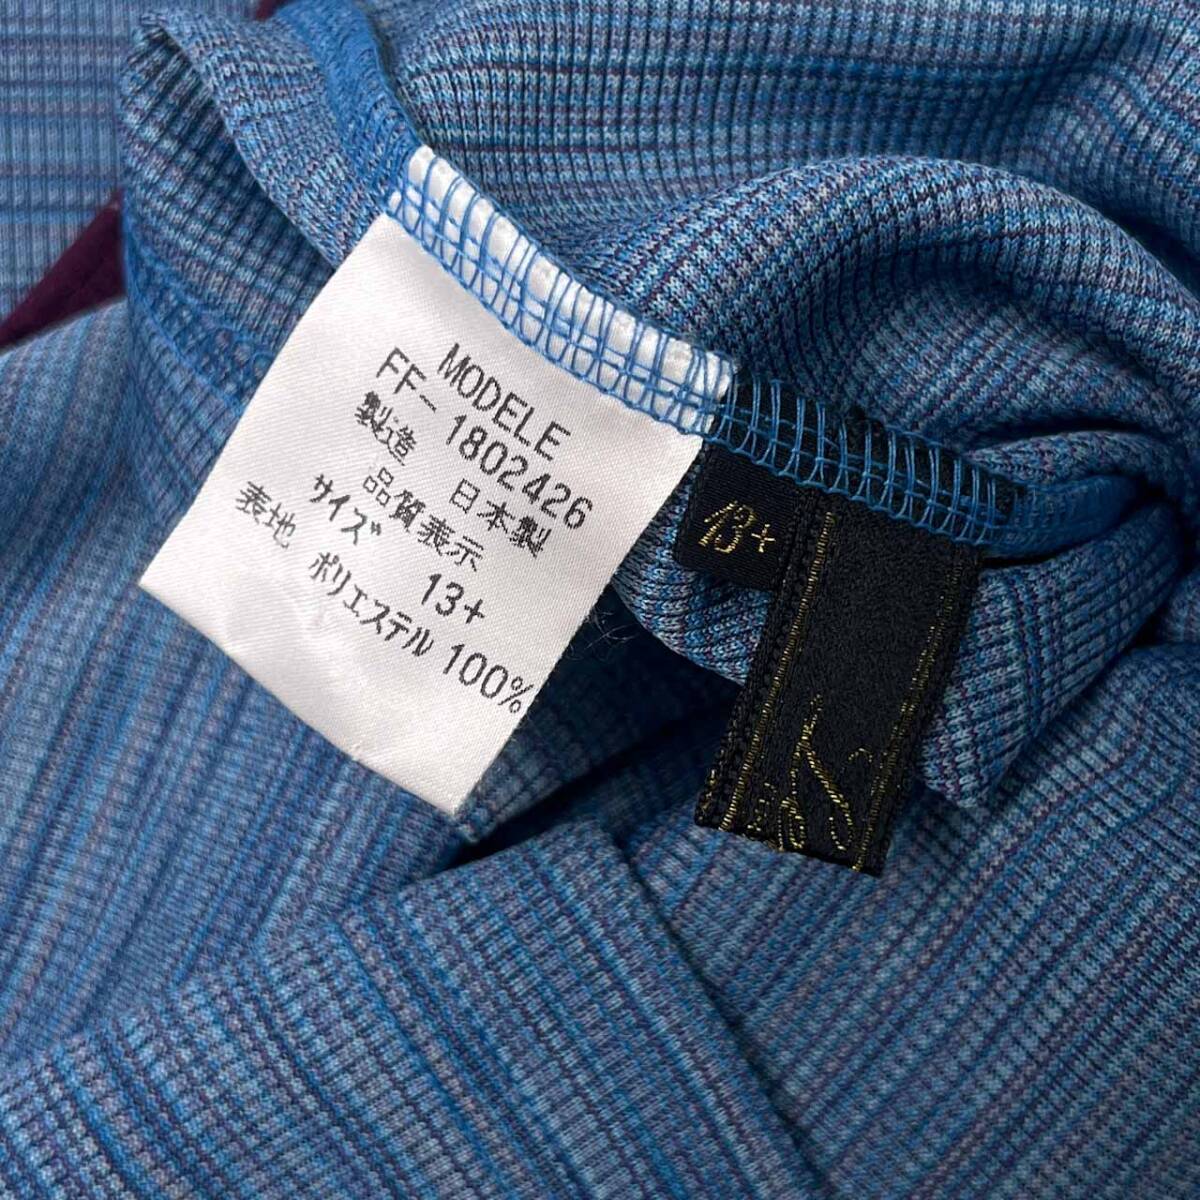 MODELE
FF-1802426
製造 日本製
品質表示
サイズ 13+
表地 ポリエステル 100%
13+